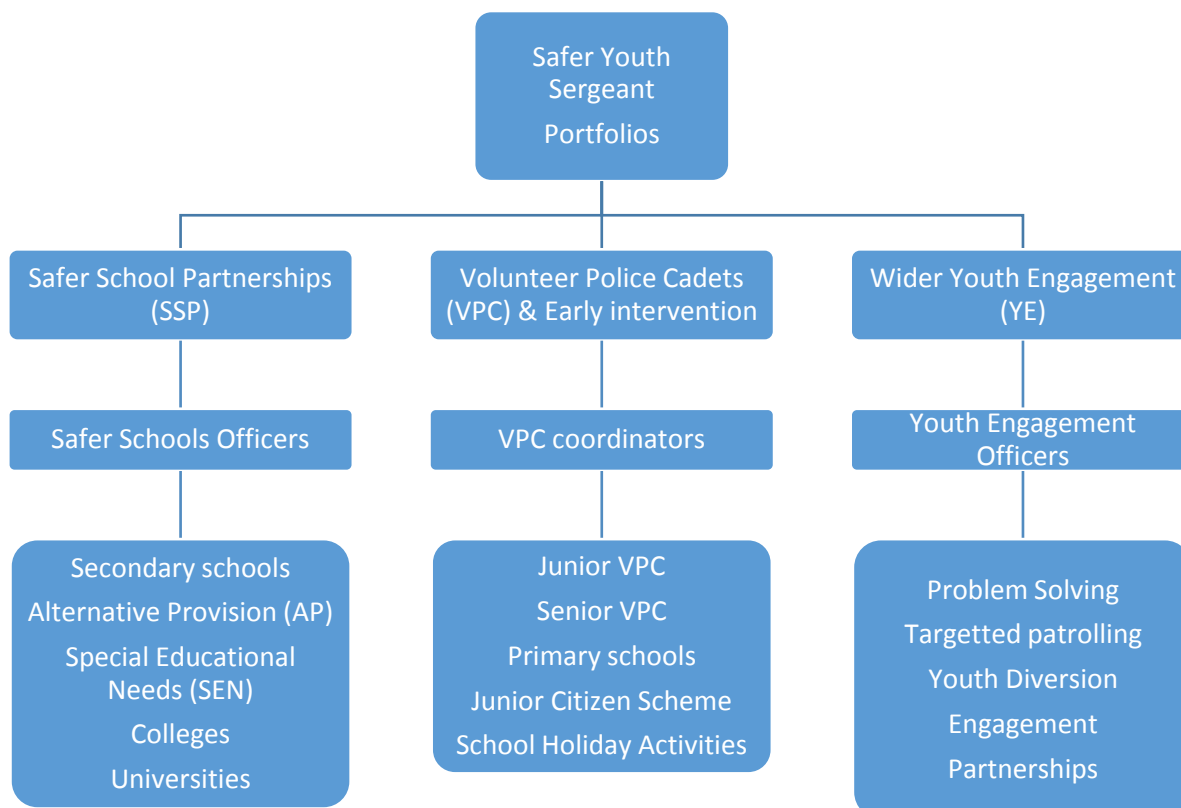 Safer Youth
Sergeant
Portfolios
Safer School Partnerships
(SSP)
Volunteer Police Cadets
(VPC) & Early intervention
Wider Youth Engagement
(YE)
Safer Schools Officers
VPC coordinators
Youth Engagement
Officers
Secondary schools
Alternative Provision (AP)
Special Educational
Needs (SEN)
Colleges
Universities
Junior VPC
Senior VPC
Primary schools
Junior Citizen Scheme
School Holiday Activities
Problem Solving
Targetted patrolling
Youth Diversion
Engagement
Partnerships